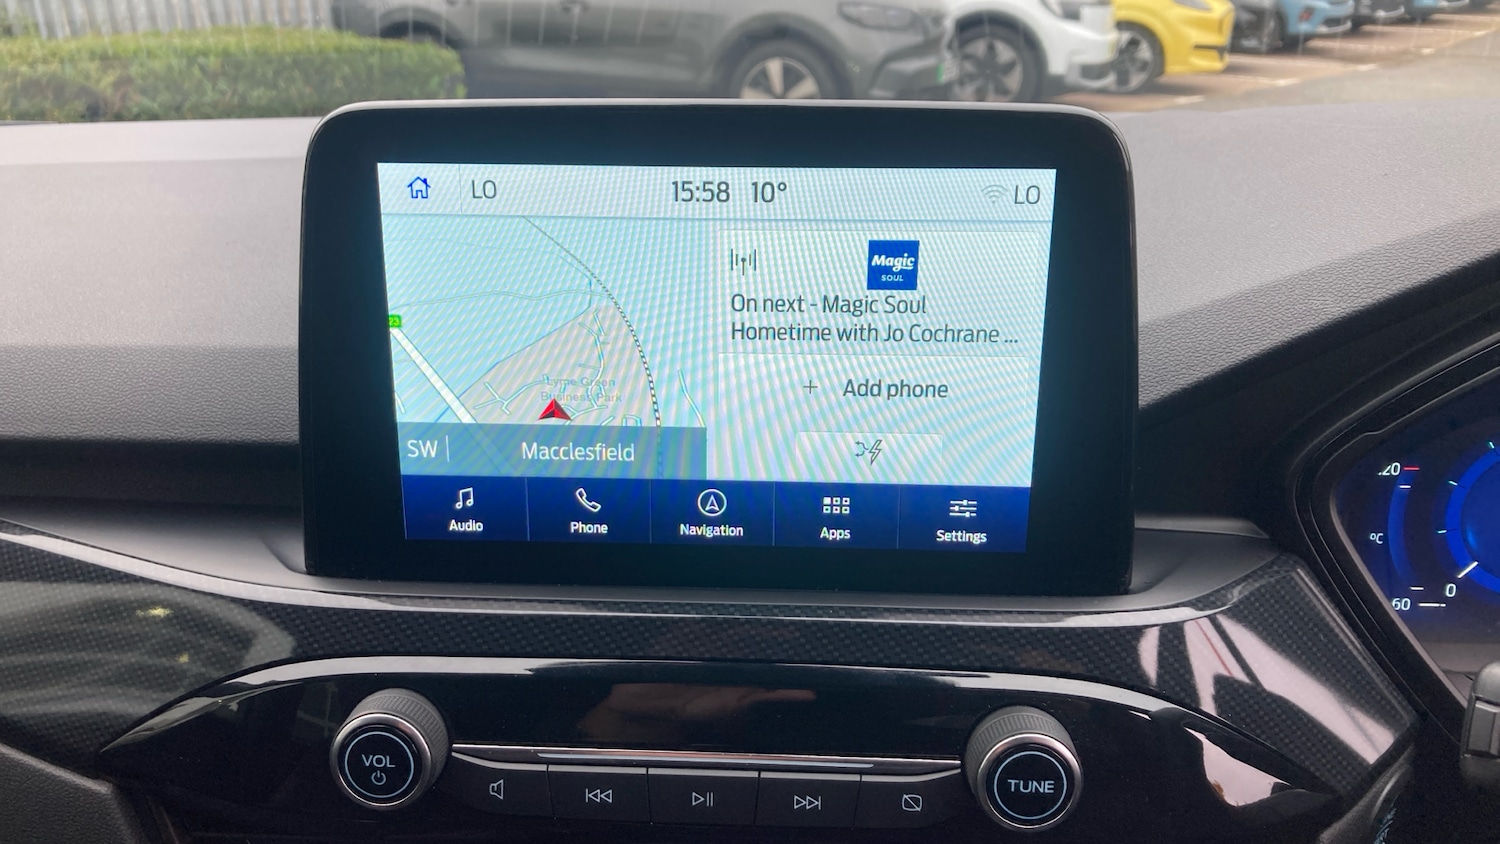 LO
15:58 10°
LO
23
Magic
SOUL
On next - Magic Soul
Hometime with Jo Cochrane ...
Lyme Green
Business Park
+ Add phone
SW
Macclesfield
Audio
Phone
Navigation
Apps
Settings
VOL
TUNE
120
°C
0
60